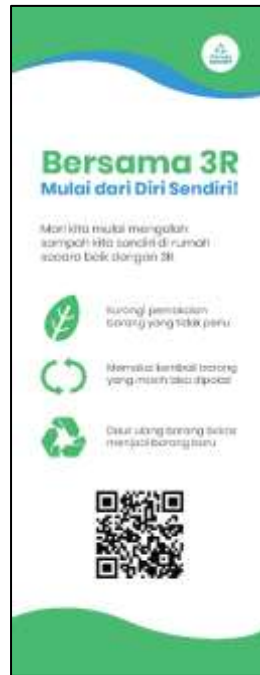 Bersama 3R
Mulai dari Diri Sendiri!
Mari kita mulai mengolah
sampah kita sendiri di rumah
secara baik dengan 3R
Kurangi pemakaian
barang yang tidak perlu
Memakai kembali barang
yang masih bisa dipakai
Daur ulang barang bekas
menjadi barang baru